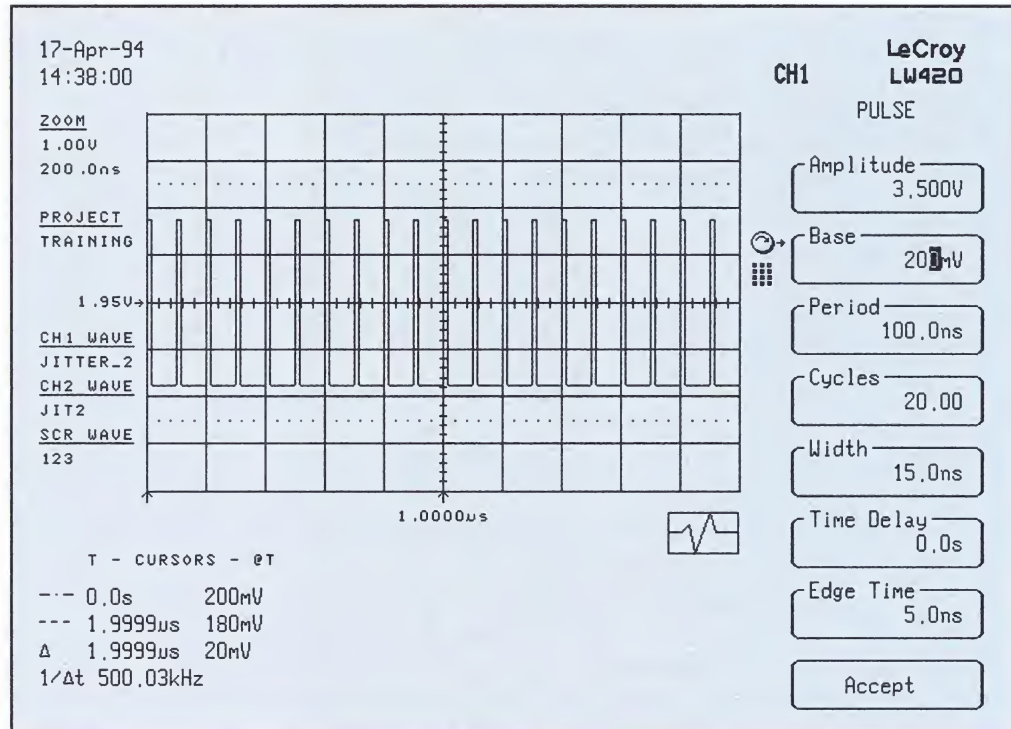 17-Apr-94
14:38:00
CH1
LeCroy
LW420
PULSE
ZOOM
1.00V
200.0ns
PROJECT
TRAINING
1.95V
CH1 WAVE
JITTER_2
CH2 WAVE
JIT2
SCR WAVE
123
1.0000µs
T - CURSORS - @T
0.0s 200mV
1.9999µs 180mV
Δ 1.9999µs 20mV
1/Δt 500.03kHz
Amplitude
3.500V
Base
200mV
Period
100.0ns
Cycles
20.00
Width
15.0ns
Time Delay
0.0s
Edge Time
5.0ns
Accept